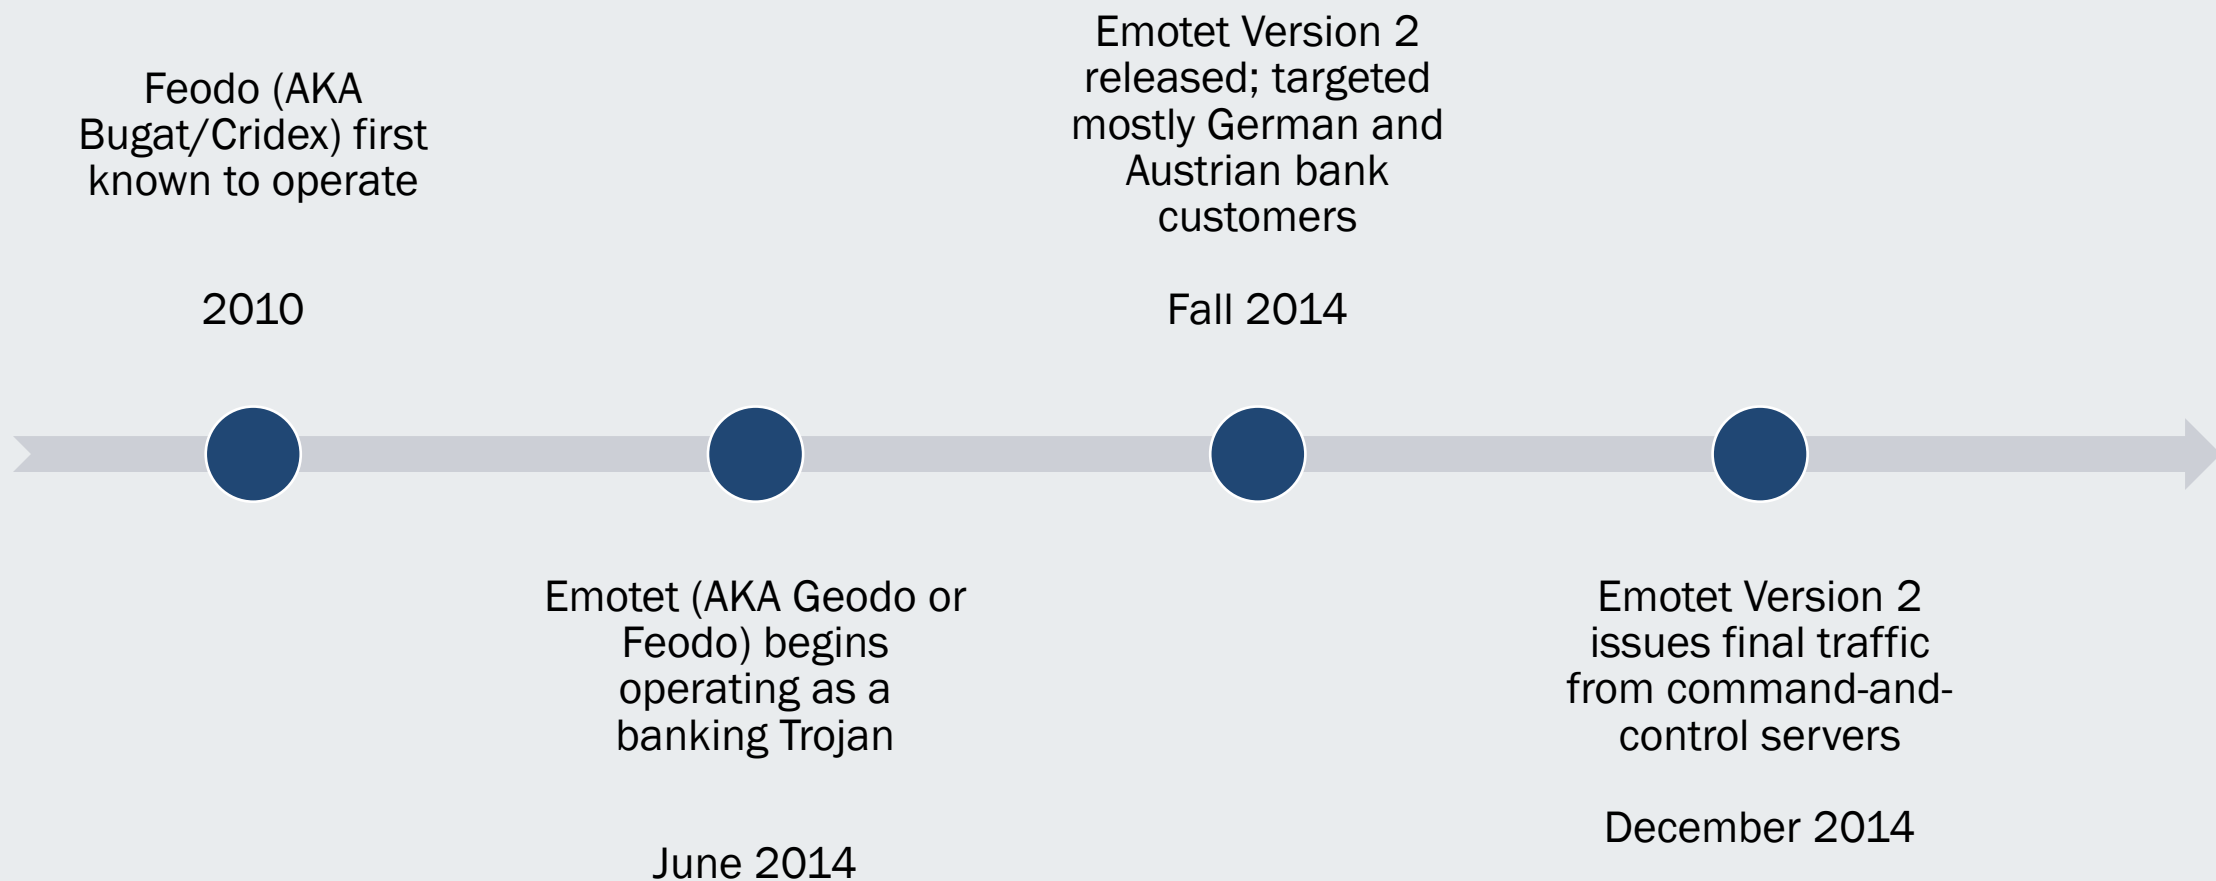 Feodo (AKA
Bugat/Cridex) first
known to operate
2010
Emotet (AKA Geodo or
Feodo) begins
operating as a
banking Trojan
June 2014
Emotet Version 2
released; targeted
mostly German and
Austrian bank
customers
Fall 2014
Emotet Version 2
issues final traffic
from command-and-
control servers
December 2014